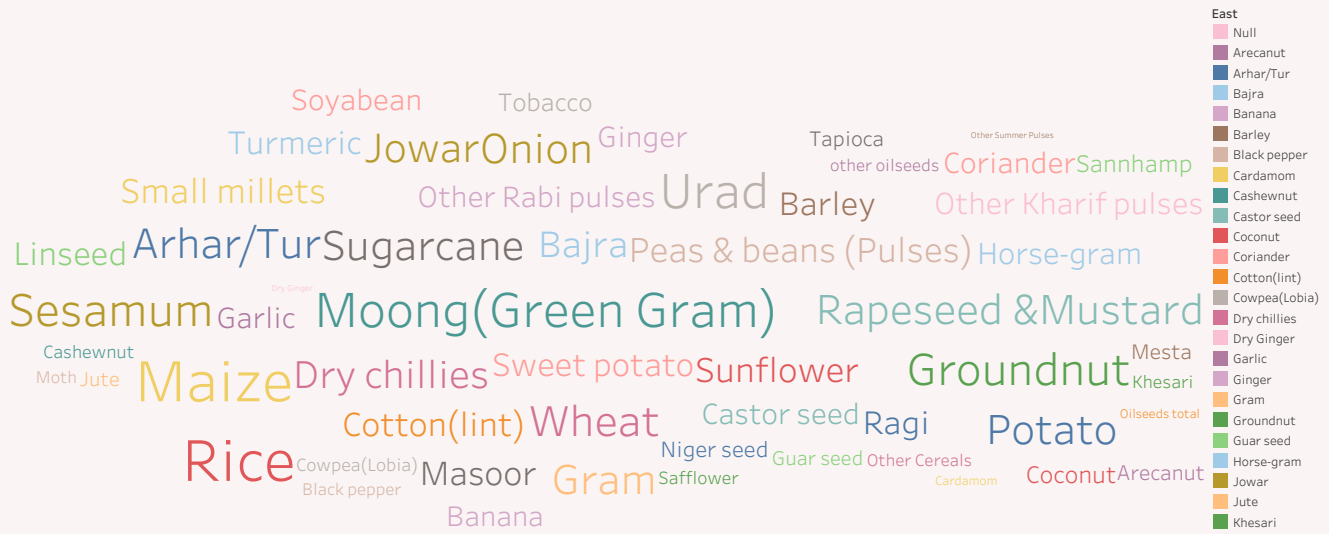 Soyabean
Tobacco
Turmeric
Jowar
Onion
Ginger
Tapioca
Other Summer Pulses
other oilseeds
Coriander
Sannhamp
Small millets
Other Rabi pulses
Urad
Barley
Other Kharif pulses
Linseed
Arhar/Tur
Sugarcane
Bajra
Peas & beans (Pulses)
Horse-gram
Dry Ginger
Sesamum
Garlic
Moong(Green Gram)
Rapeseed &Mustard
Cashewnut
Moth
Jute
Maize
Dry chillies
Sweet potato
Sunflower
Groundnut
Mesta
Khesari
Cotton(lint)
Wheat
Castor seed
Ragi
Potato
Oilseeds total
Rice
Cowpea(Lobia)
Black pepper
Masoor
Gram
Niger seed
Safflower
Guar seed
Other Cereals
Cardamom
Coconut
Arecanut
Banana
East
Null
Arecanut
Arhar/Tur
Bajra
Banana
Barley
Black pepper
Cardamom
Cashewnut
Castor seed
Coconut
Coriander
Cotton(lint)
Cowpea(Lobia)
Dry chillies
Dry Ginger
Garlic
Ginger
Gram
Groundnut
Guar seed
Horse-gram
Jowar
Jute
Khesari